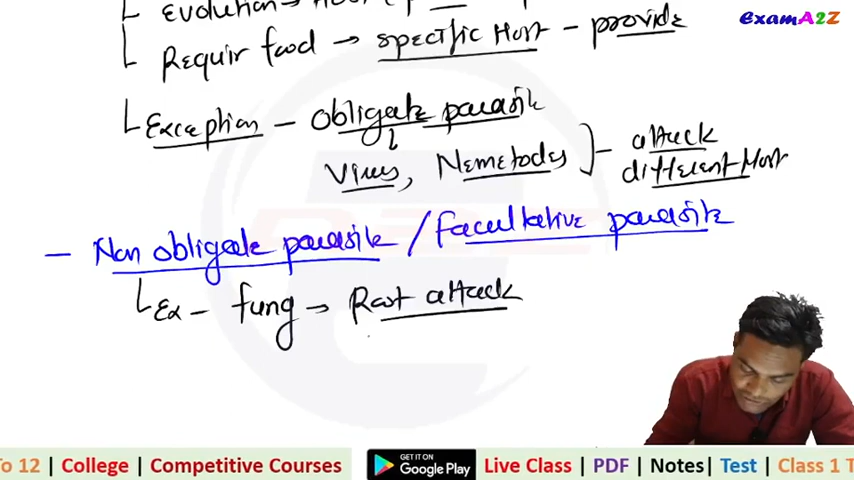 Evolution →
ExamA2Z
Requir food → specific Host - provide
Exception - Obligate parasite
Virus, Nemetodes - attack
different Host
- Non obligate parasite / facultative parasite
Ex - fungi → Root attack
To 12 | College | Competitive Courses
GET IT ON
Google Play
Live Class | PDF | Notes | Test | Class 1 T